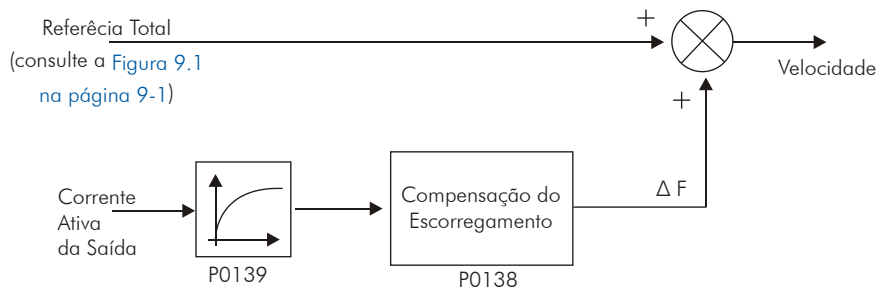 Referêcia Total
(consulte a Figura 9.1
na página 9-1)
+
Velocidade
+
Corrente
Ativa
da Saída
P0139
Compensação do
Escorregamento
P0138
Δ F